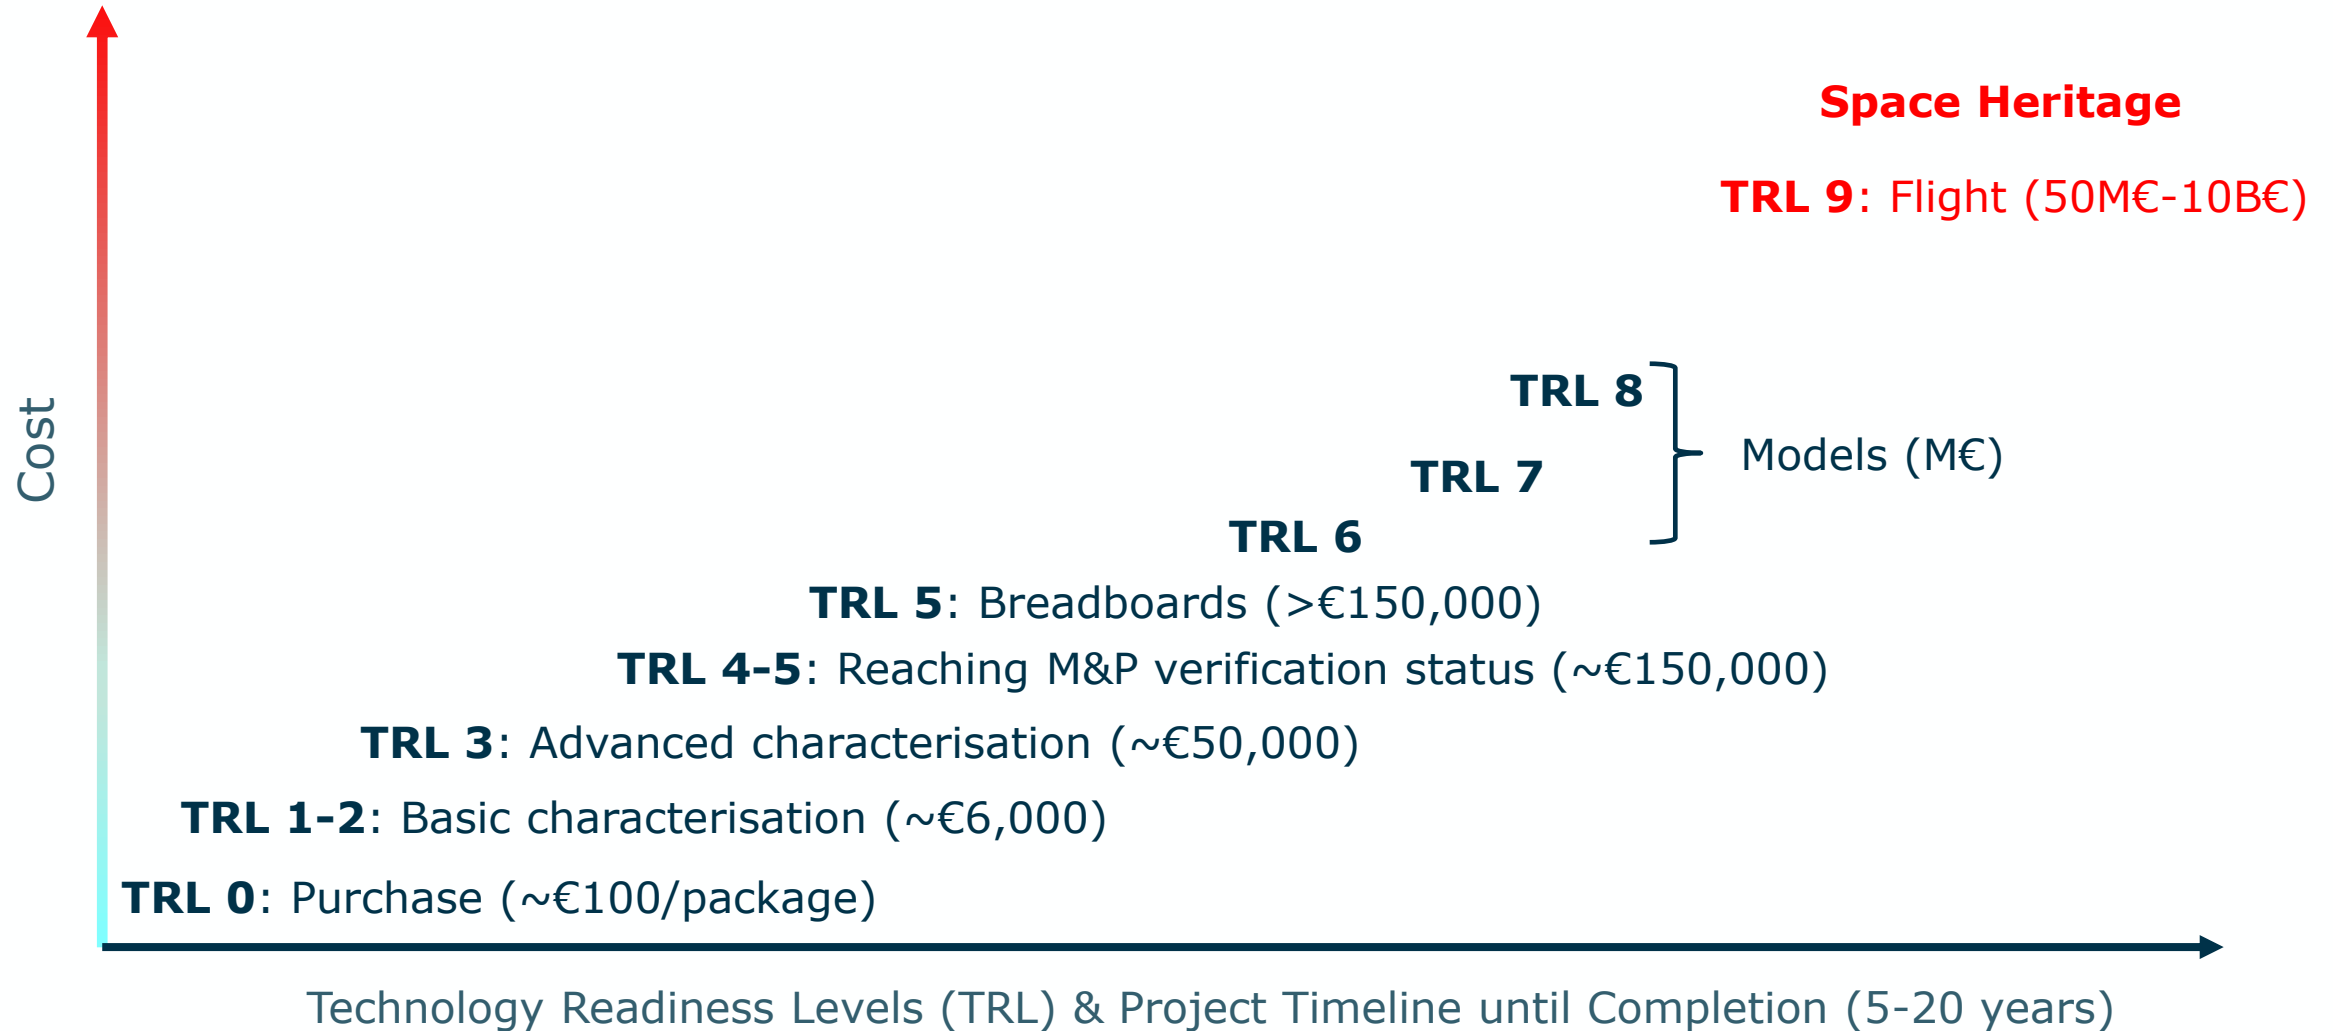 Space Heritage
TRL 9: Flight (50M€-10B€)
TRL 8
Models (M€)
TRL 7
TRL 6
TRL 5: Breadboards (>€150,000)
TRL 4-5: Reaching M&P verification status (~€150,000)
TRL 3: Advanced characterisation (~€50,000)
TRL 1-2: Basic characterisation (~€6,000)
TRL 0: Purchase (~€100/package)
Cost
Technology Readiness Levels (TRL) & Project Timeline until Completion (5-20 years)